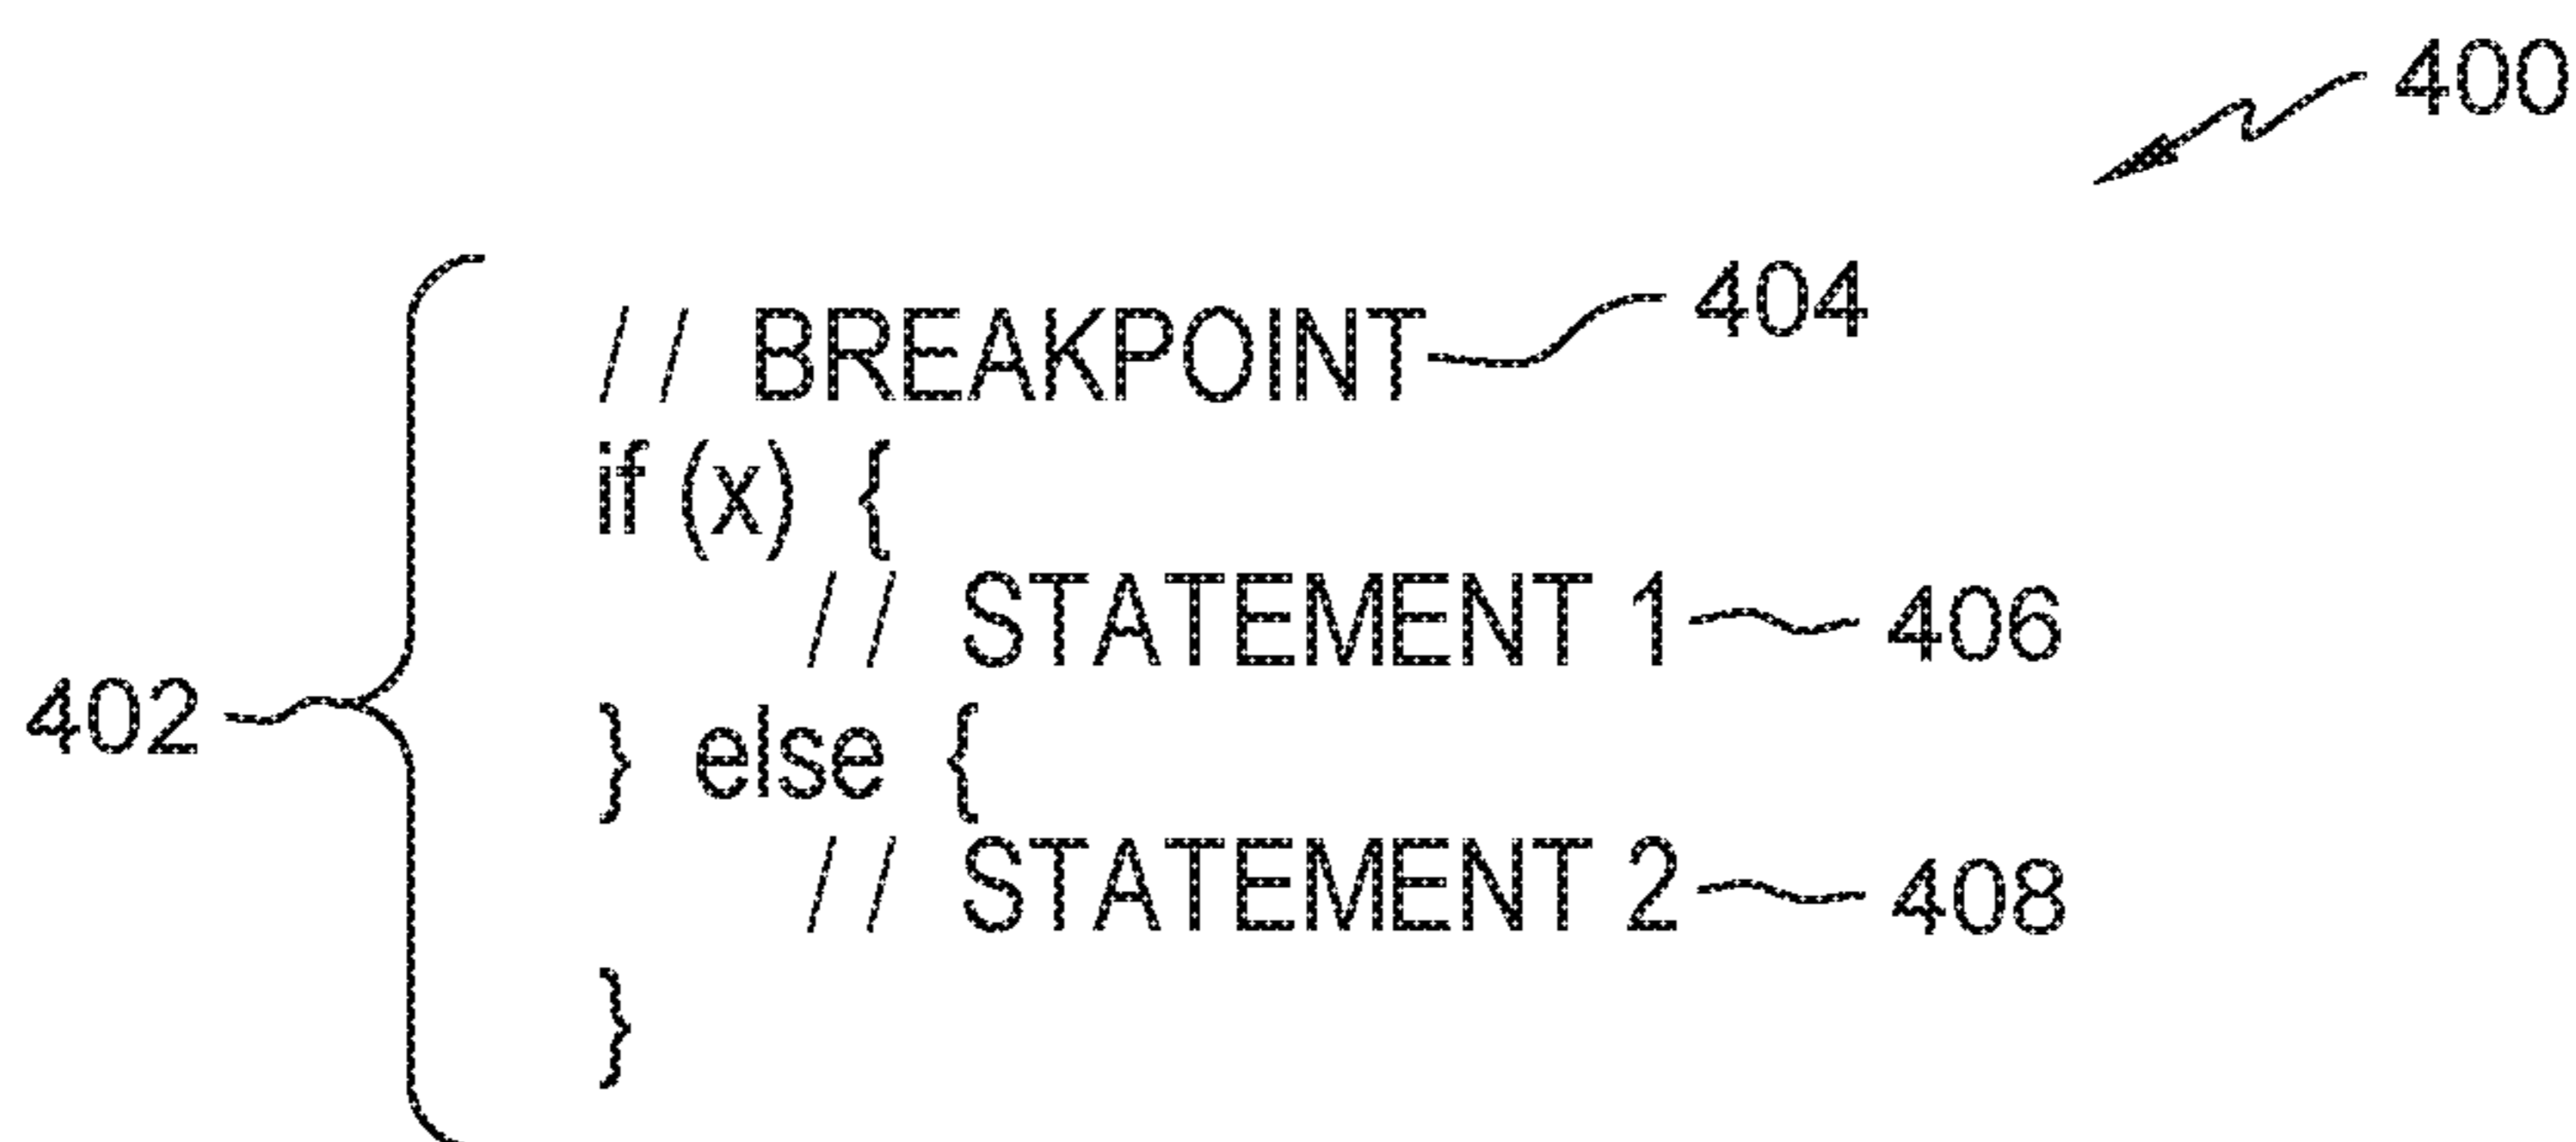 400
// BREAKPOINT 404
if (x) {
// STATEMENT 1 406
402 } else {
// STATEMENT 2 408
}